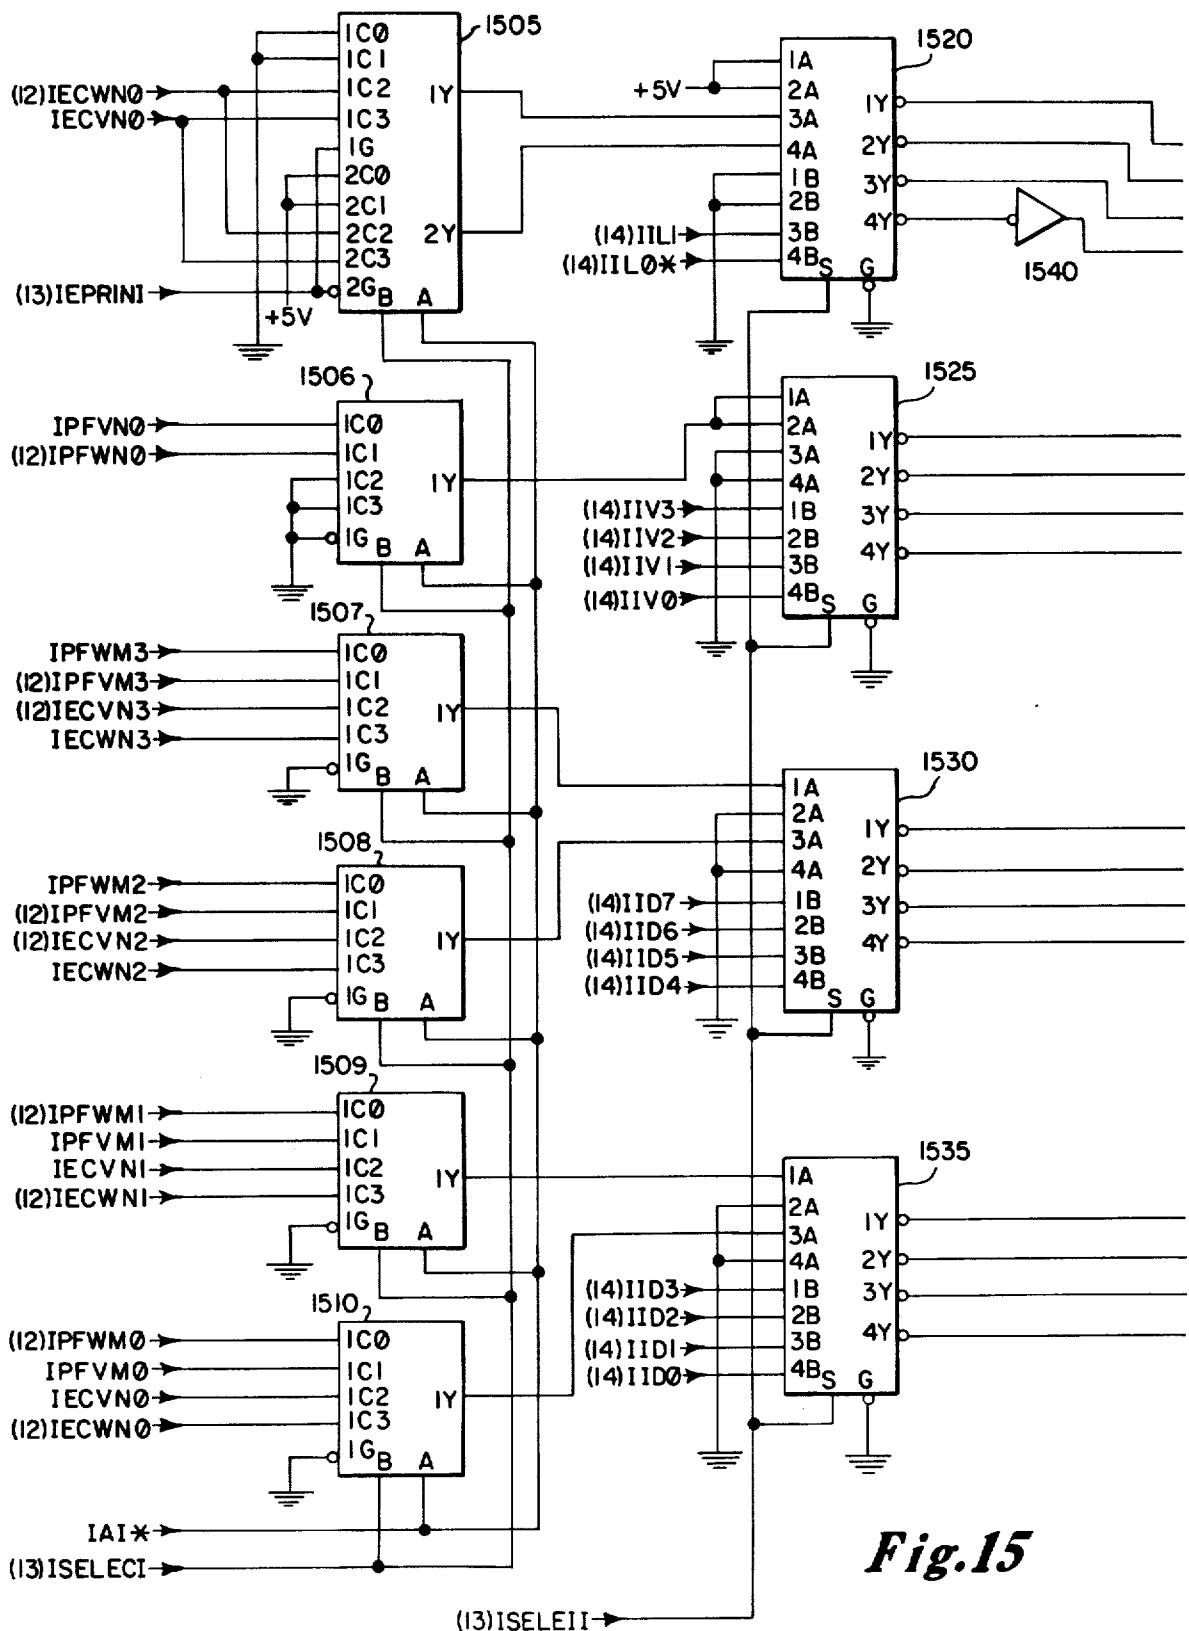 1505
1C0
1C1
(12)IECWN0 1C2 1Y
IECVN0 1C3
1G
2C0
2C1
2C2 2Y
2C3
(13)IEPRINI 2G B A
+5V
1520
1A
+5V 2A
3A 1Y
4A 2Y
1B 3Y
2B 4Y
(14)IIL1 3B
(14)IIL0* 4B S G
1540
1506
IPFVN0 1C0
(12)IPFWN0 1C1
1C2 1Y
1C3
1G B A
1525
1A
2A 1Y
3A
4A 2Y
(14)IIV3 1B 3Y
(14)IIV2 2B
(14)IIV1 3B 4Y
(14)IIV0 4B S G
1507
IPFWM3 1C0
(12)IPFVM3 1C1
(12)IECVN3 1C2 1Y
IECWN3 1C3
1G B A
1530
1A
2A 1Y
3A
4A 2Y
(14)IID7 1B 3Y
(14)IID6 2B
(14)IID5 3B 4Y
(14)IID4 4B S G
1508
IPFWM2 1C0
(12)IPFVM2 1C1
(12)IECVN2 1C2 1Y
IECWN2 1C3
1G B A
1509
(12)IPFWM1 1C0
IPFVM1 1C1
IECVN1 1C2 1Y
(12)IECWN1 1C3
1G B A
1535
1A
2A 1Y
3A
4A 2Y
(14)IID3 1B 3Y
(14)IID2 2B
(14)IID1 3B 4Y
(14)IID0 4B S G
1510
(12)IPFWM0 1C0
IPFVM0 1C1
IECVN0 1C2 1Y
(12)IECWN0 1C3
1G B A
IAI*
(13)ISELECI
(13)ISELEII
Fig.15